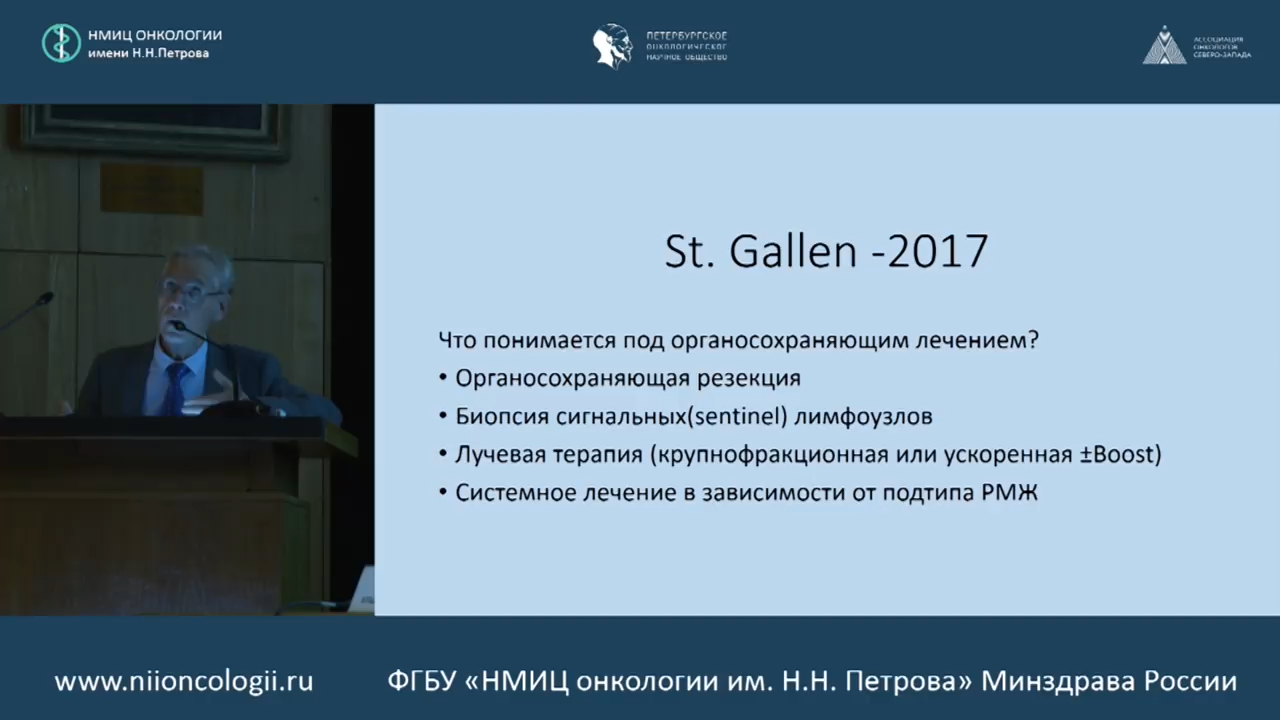 НМИЦ ОНКОЛОГИИ
имени Н.Н.Петрова
ПЕТЕРБУРГСКОЕ
ОНКОЛОГИЧЕСКОЕ
НАУЧНОЕ ОБЩЕСТВО
АССОЦИАЦИЯ
ОНКОЛОГОВ
СЕВЕРО-ЗАПАДА
St. Gallen -2017
Что понимается под органосохраняющим лечением?
• Органосохраняющая резекция
• Биопсия сигнальных(sentinel) лимфоузлов
• Лучевая терапия (крупнофракционная или ускоренная ±Boost)
• Системное лечение в зависимости от подтипа РМЖ
www.niioncologii.ru
ФГБУ «НМИЦ онкологии им. Н.Н. Петрова» Минздрава России